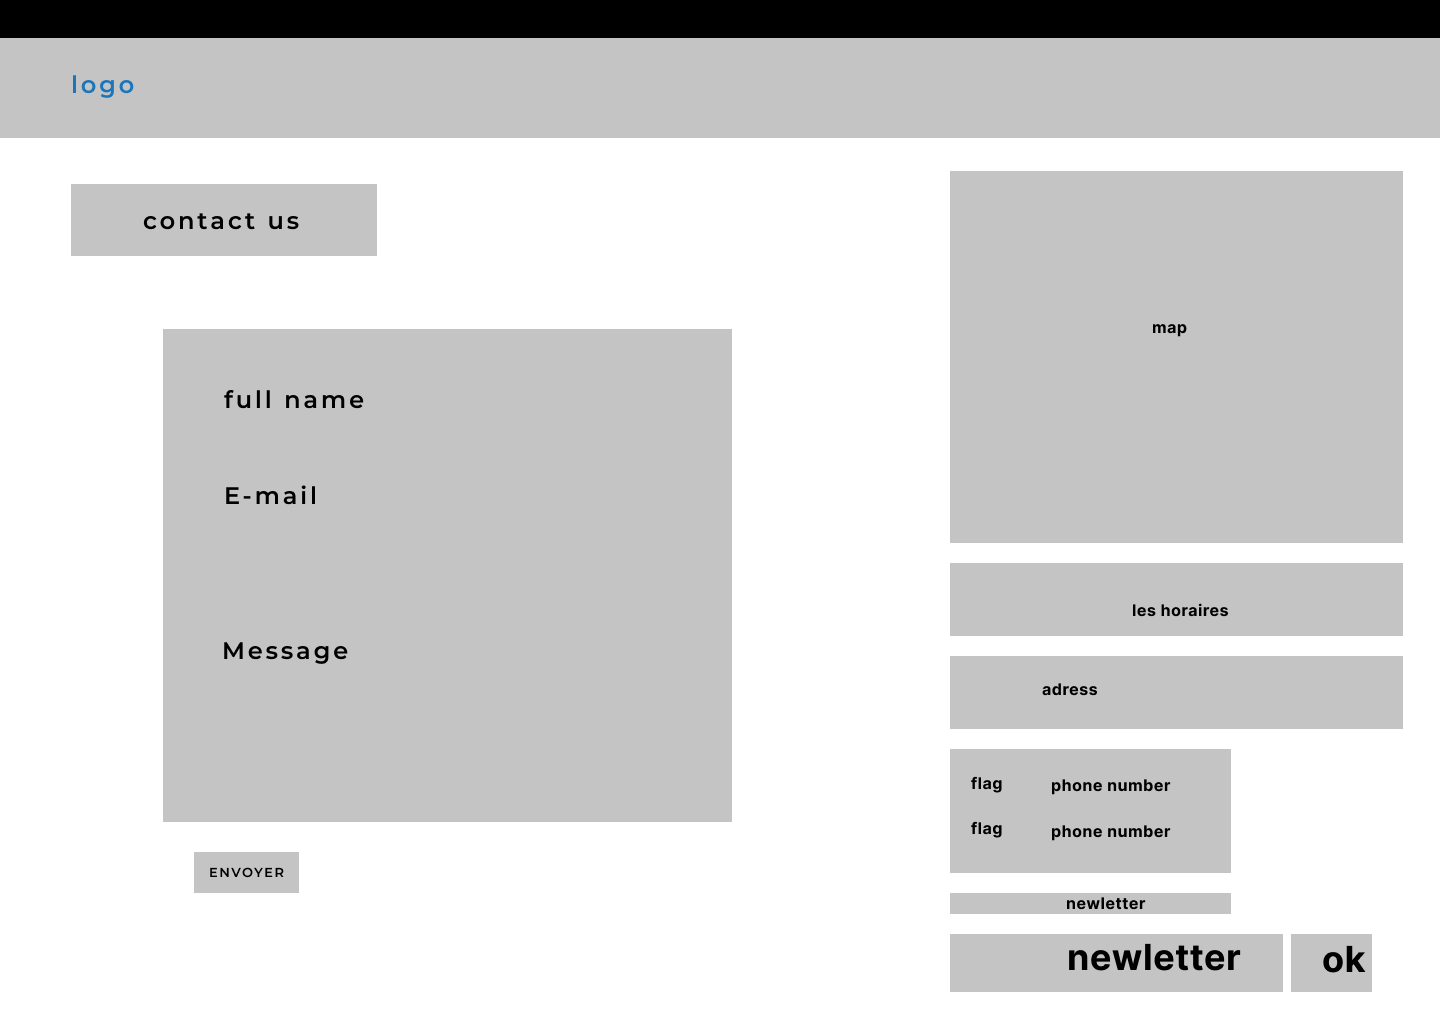 logo
contact us
full name
E-mail
Message
ENVOYER
map
les horaires
adress
flag phone number
flag phone number
newletter
newletter ok